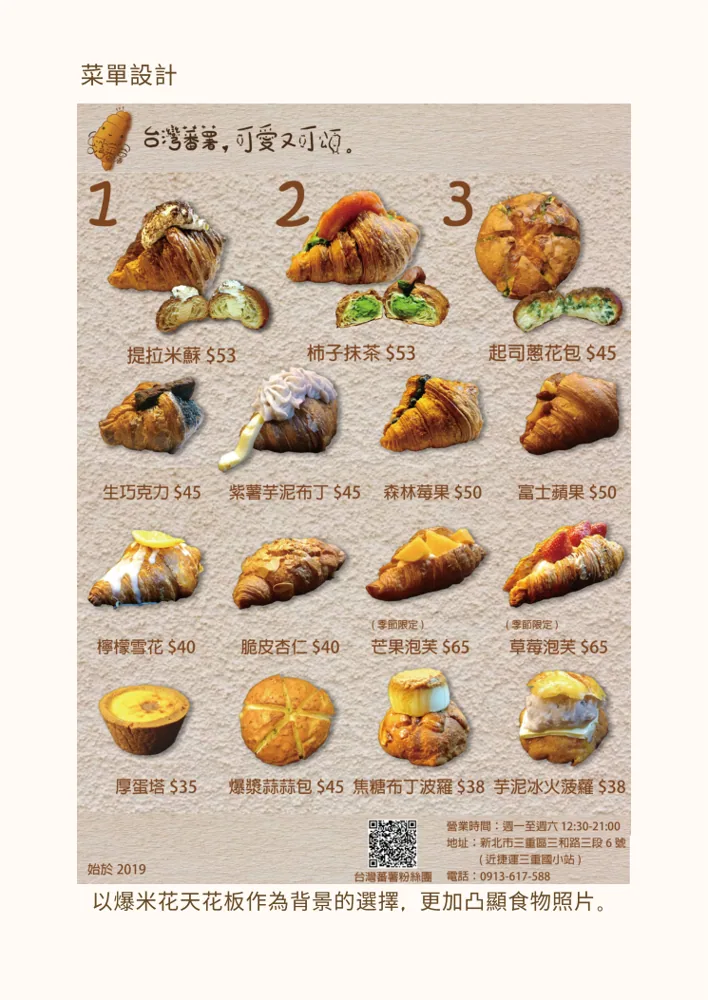 菜單設計
台灣蕃薯，可愛又可頌。
1 2 3
提拉米蘇 $53 柿子抹茶 $53 起司蔥花包 $45
生巧克力 $45 紫薯芋泥布丁 $45 森林莓果 $50 富士蘋果 $50
(季節限定) (季節限定)
檸檬雪花 $40 脆皮杏仁 $40 芒果泡芙 $65 草莓泡芙 $65
厚蛋塔 $35 爆漿蒜蒜包 $45 焦糖布丁波羅 $38 芋泥冰火菠蘿 $38
營業時間：週一至週六 12:30-21:00
地址：新北市三重區三和路三段 6 號
(近捷運三重國小站)
始於 2019 台灣蕃薯粉絲團 電話：0913-617-588
以爆米花天花板作為背景的選擇，更加凸顯食物照片。